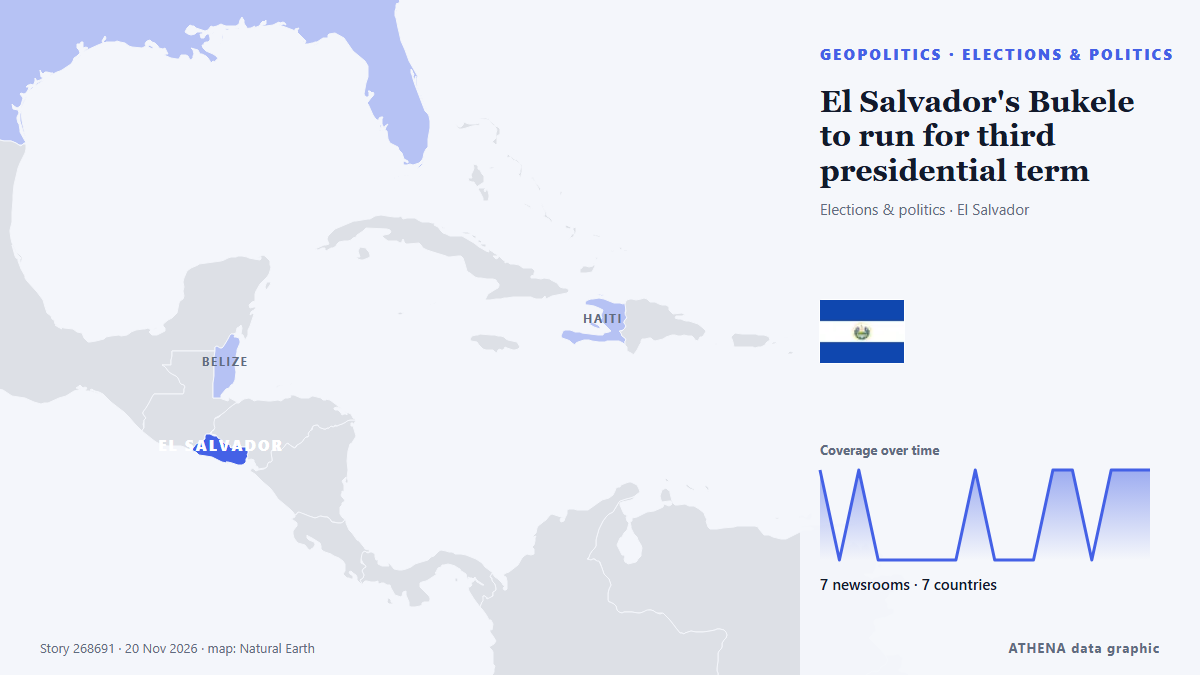 GEOPOLITICS · ELECTIONS & POLITICS
El Salvador's Bukele
to run for third
presidential term
Elections & politics · El Salvador
HAITI
BELIZE
EL SALVADOR
Coverage over time
7 newsrooms · 7 countries
Story 268691 · 20 Nov 2026 · map: Natural Earth
ATHENA data graphic